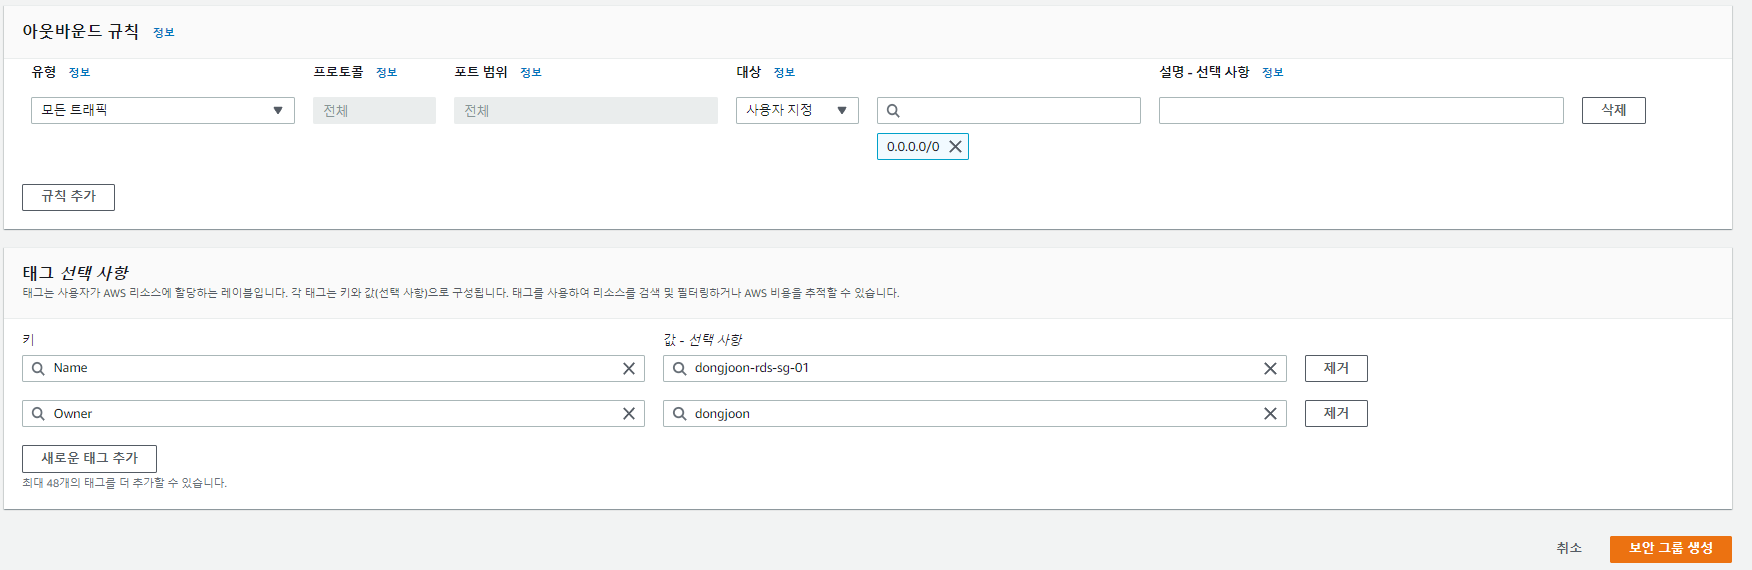 아웃바운드 규칙 정보
유형 정보 프로토콜 정보 포트 범위 정보 대상 정보 설명 - 선택 사항 정보
모든 트래픽 전체 전체 사용자 지정 삭제
0.0.0.0/0
규칙 추가
태그 선택 사항
태그는 사용자가 AWS 리소스에 할당하는 레이블입니다. 각 태그는 키와 값(선택 사항)으로 구성됩니다. 태그를 사용하여 리소스를 검색 및 필터링하거나 AWS 비용을 추적할 수 있습니다.
키 값 - 선택 사항
Name dongjoon-rds-sg-01 제거
Owner dongjoon 제거
새로운 태그 추가
최대 48개의 태그를 더 추가할 수 있습니다.
취소 보안 그룹 생성